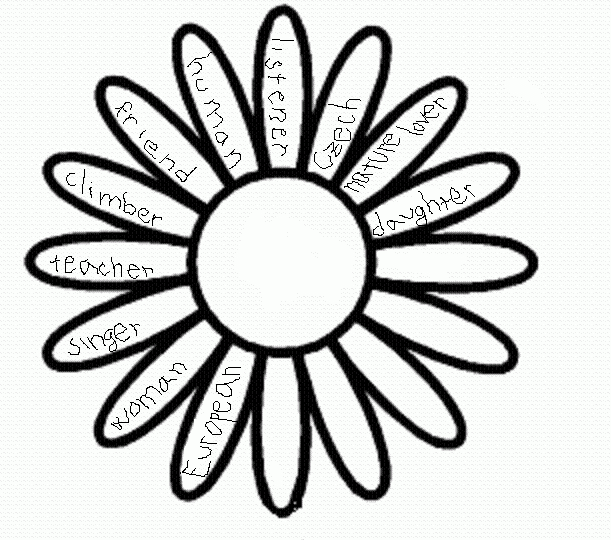 listener
Czech
nature lover
daughter
European
woman
singer
teacher
climber
friend
human